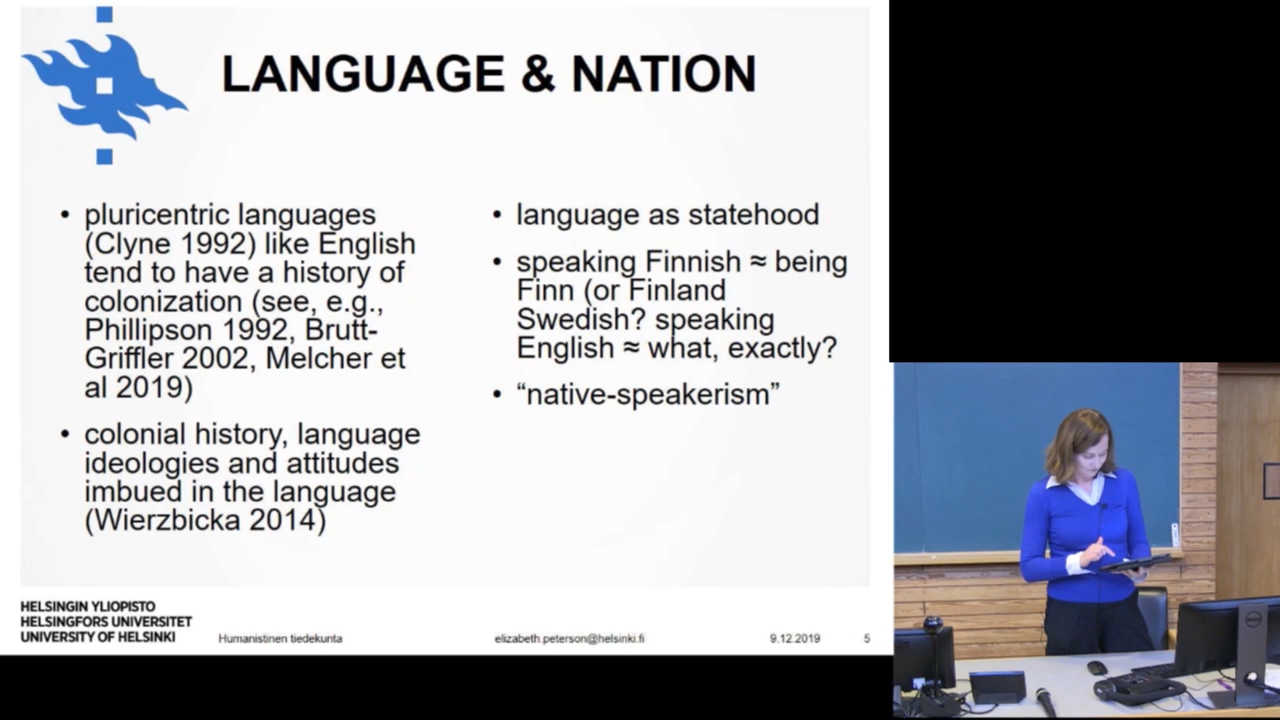 LANGUAGE & NATION
• pluricentric languages
(Clyne 1992) like English
tend to have a history of
colonization (see, e.g.,
Phillipson 1992, Brutt-
Griffler 2002, Melcher et
al 2019)
• colonial history, language
ideologies and attitudes
imbued in the language
(Wierzbicka 2014)
• language as statehood
• speaking Finnish ≈ being
Finn (or Finland
Swedish? speaking
English ≈ what, exactly?
• “native-speakerism”
HELSINGIN YLIOPISTO
HELSINGFORS UNIVERSITET
UNIVERSITY OF HELSINKI
Humanistinen tiedekunta
elizabeth.peterson@helsinki.fi
9.12.2019
5
DELL